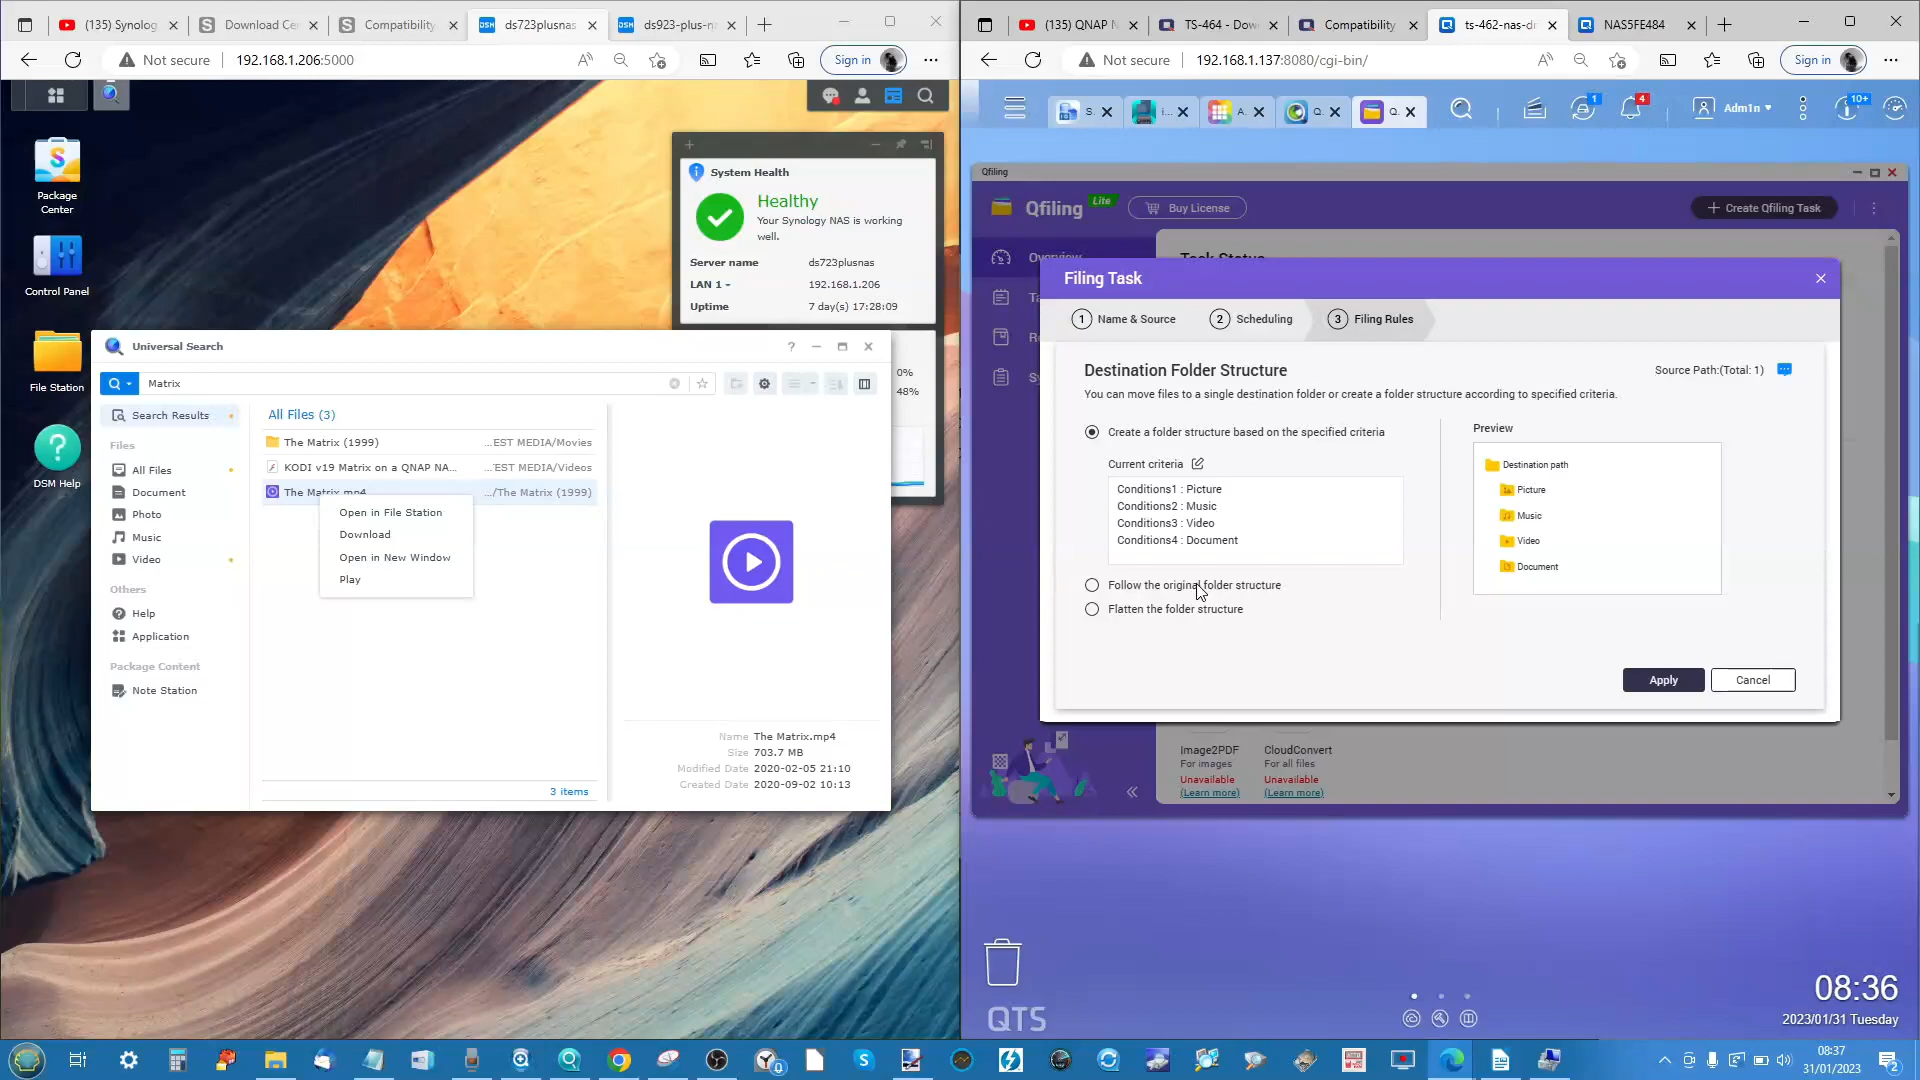 (135) Synolog
Download Ce
Compatibility
ds723plusnas
ds923-plus-n
Not secure
192.168.1.206:5000
Sign in
Package
Center
Control Panel
File Station
DSM Help
System Health
Healthy
Your Synology NAS is working
well.
Server name ds723plusnas
LAN 1 192.168.1.206
Uptime 7 day(s) 17:28:09
0%
48%
Universal Search
Matrix
Search Results
Files
All Files
Document
Photo
Music
Video
Others
Help
Application
Package Content
Note Station
All Files (3)
The Matrix (1999) ...EST MEDIA/Movies
KODI v19 Matrix on a QNAP NA... ...EST MEDIA/Videos
The Matrix.mp4 .../The Matrix (1999)
Open in File Station
Download
Open in New Window
Play
3 items
Name The Matrix.mp4
Size 703.7 MB
Modified Date 2020-02-05 21:10
Created Date 2020-09-02 10:13
(135) QNAP N
TS-464 - Dow
Compatibility
ts-462-nas-dr
NAS5FE484
Not secure
192.168.1.137:8080/cgi-bin/
Sign in
S.
i...
A.
Q.
Q.
1
4
Adm1n
10+
Qfiling
Qfiling Lite
Buy License
+ Create Qfiling Task
Overview
Task Status
Filing Task
1 Name & Source
2 Scheduling
3 Filing Rules
Destination Folder Structure
Source Path:(Total: 1)
You can move files to a single destination folder or create a folder structure according to specified criteria.
Create a folder structure based on the specified criteria
Current criteria
Conditions1 : Picture
Conditions2 : Music
Conditions3 : Video
Conditions4 : Document
Follow the original folder structure
Flatten the folder structure
Preview
Destination path
Picture
Music
Video
Document
Apply
Cancel
Image2PDF
For images
Unavailable
(Learn more)
CloudConvert
For all files
Unavailable
(Learn more)
QTS
08:36
2023/01/31 Tuesday
08:37
31/01/2023
2